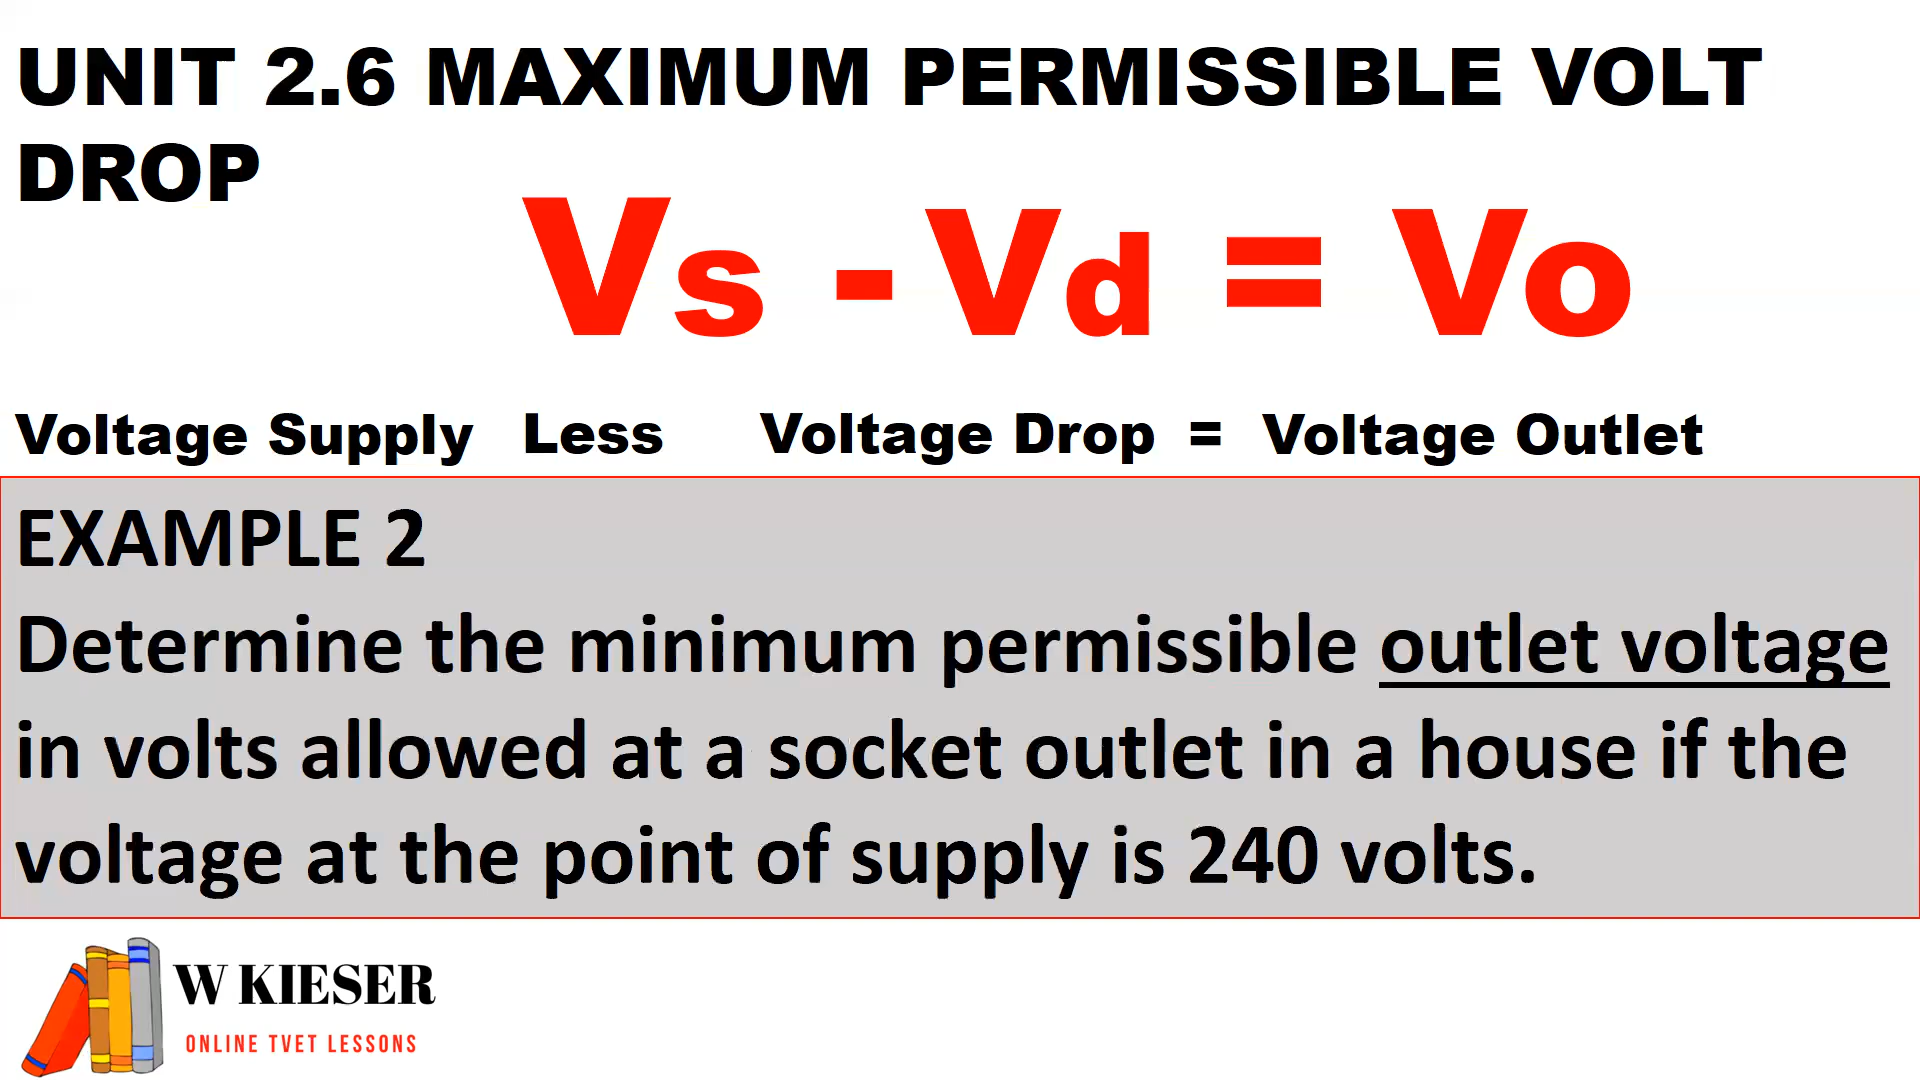 UNIT 2.6 MAXIMUM PERMISSIBLE VOLT
DROP
Vs - Vd = Vo
Voltage Supply Less Voltage Drop = Voltage Outlet
EXAMPLE 2
Determine the minimum permissible outlet voltage
in volts allowed at a socket outlet in a house if the
voltage at the point of supply is 240 volts.
W KIESER
ONLINE TVET LESSONS